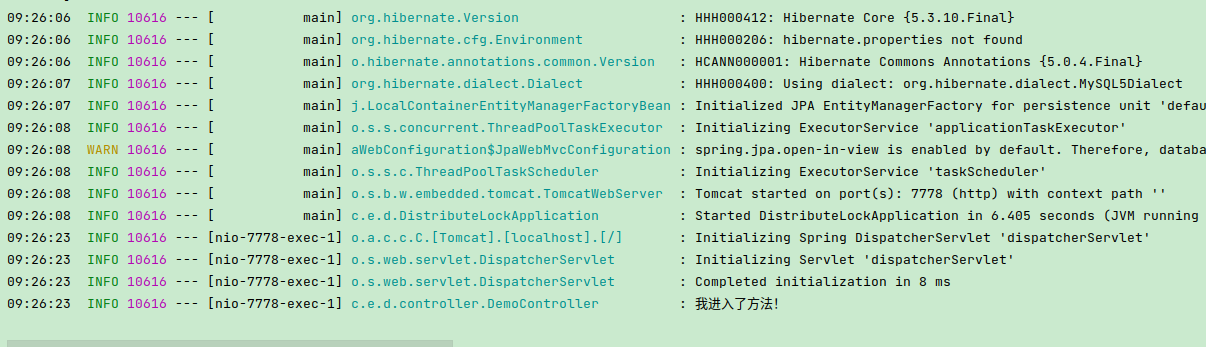 09:26:06  INFO 10616 --- [           main] org.hibernate.Version                    : HHH000412: Hibernate Core {5.3.10.Final}
09:26:06  INFO 10616 --- [           main] org.hibernate.cfg.Environment            : HHH000206: hibernate.properties not found
09:26:06  INFO 10616 --- [           main] o.hibernate.annotations.common.Version   : HCANN000001: Hibernate Commons Annotations {5.0.4.Final}
09:26:07  INFO 10616 --- [           main] org.hibernate.dialect.Dialect            : HHH000400: Using dialect: org.hibernate.dialect.MySQL5Dialect
09:26:07  INFO 10616 --- [           main] j.LocalContainerEntityManagerFactoryBean : Initialized JPA EntityManagerFactory for persistence unit 'defau
09:26:08  INFO 10616 --- [           main] o.s.s.concurrent.ThreadPoolTaskExecutor  : Initializing ExecutorService 'applicationTaskExecutor'
09:26:08  WARN 10616 --- [           main] aWebConfiguration$JpaWebMvcConfiguration : spring.jpa.open-in-view is enabled by default. Therefore, databa
09:26:08  INFO 10616 --- [           main] o.s.s.c.ThreadPoolTaskScheduler          : Initializing ExecutorService 'taskScheduler'
09:26:08  INFO 10616 --- [           main] o.s.b.w.embedded.tomcat.TomcatWebServer  : Tomcat started on port(s): 7778 (http) with context path ''
09:26:08  INFO 10616 --- [           main] c.e.d.DistributeLockApplication          : Started DistributeLockApplication in 6.405 seconds (JVM running
09:26:23  INFO 10616 --- [nio-7778-exec-1] o.a.c.c.C.[Tomcat].[localhost].[/]       : Initializing Spring DispatcherServlet 'dispatcherServlet'
09:26:23  INFO 10616 --- [nio-7778-exec-1] o.s.web.servlet.DispatcherServlet        : Initializing Servlet 'dispatcherServlet'
09:26:23  INFO 10616 --- [nio-7778-exec-1] o.s.web.servlet.DispatcherServlet        : Completed initialization in 8 ms
09:26:23  INFO 10616 --- [nio-7778-exec-1] c.e.d.controller.DemoController          : 我进入了方法!